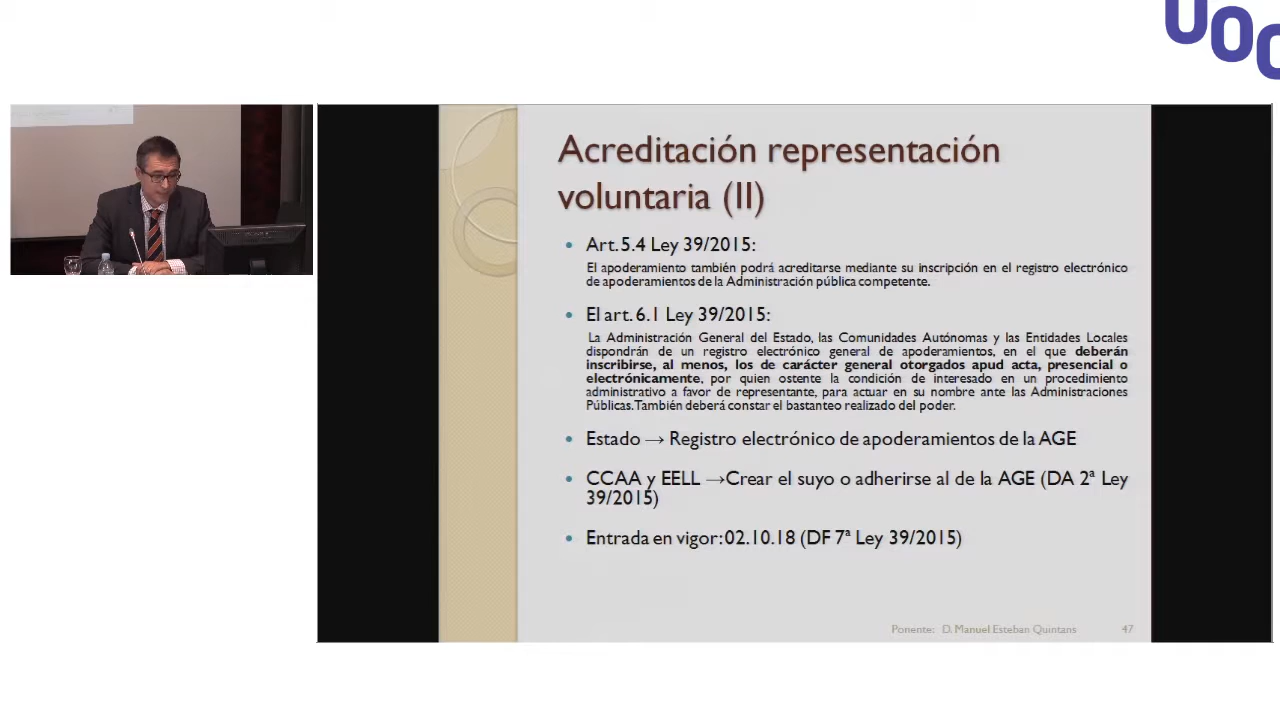 UOC
Acreditación representación
voluntaria (II)
• Art. 5.4 Ley 39/2015:
El apoderamiento también podrá acreditarse mediante su inscripción en el registro electrónico
de apoderamientos de la Administración pública competente.
• El art. 6.1 Ley 39/2015:
La Administración General del Estado, las Comunidades Autónomas y las Entidades Locales
dispondrán de un registro electrónico general de apoderamientos, en el que deberán
inscribirse, al menos, los de carácter general otorgados apud acta, presencial o
electrónicamente, por quien ostente la condición de interesado en un procedimiento
administrativo a favor de representante, para actuar en su nombre ante las Administraciones
Públicas. También deberá constar el bastanteo realizado del poder.
• Estado → Registro electrónico de apoderamientos de la AGE
• CCAA y EELL →Crear el suyo o adherirse al de la AGE (DA 2ª Ley
39/2015)
• Entrada en vigor: 02.10.18 (DF 7ª Ley 39/2015)
Ponente: D. Manuel Esteban Quintans 47